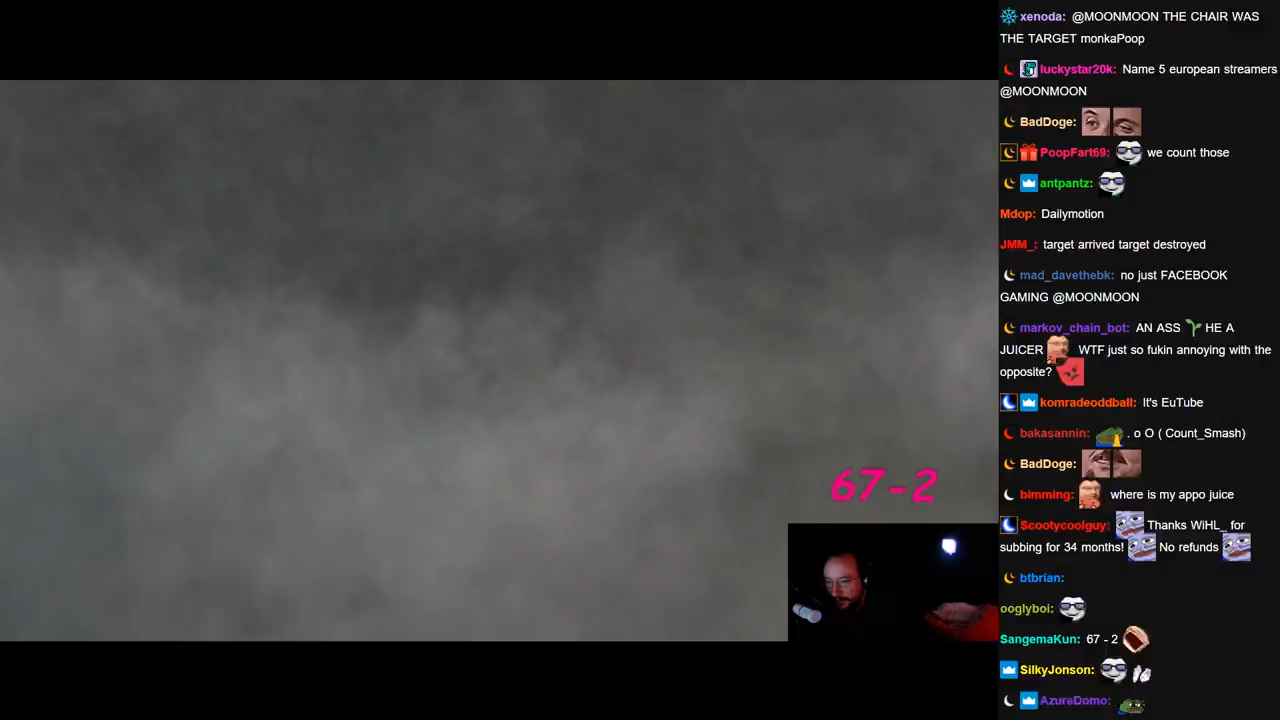 xenoda: @MOONMOON THE CHAIR WAS
THE TARGET monkaPoop
luckystar20k: Name 5 european streamers
@MOONMOON
BadDoge:
PoopFart69: we count those
antpantz:
Mdop: Dailymotion
JMM_: target arrived target destroyed
mad_davethebk: no just FACEBOOK
GAMING @MOONMOON
markov_chain_bot: AN ASS HE A
JUICER WTF just so fukin annoying with the
opposite?
komradeoddball: It's EuTube
bakasannin: . o O ( Count_Smash)
BadDoge:
67-2
bimming: where is my appo juice
$cootycoolguy: Thanks WiHL_ for
subbing for 34 months! No refunds
btbrian:
ooglyboi:
SangemaKun: 67 - 2
SilkyJonson:
AzureDomo: